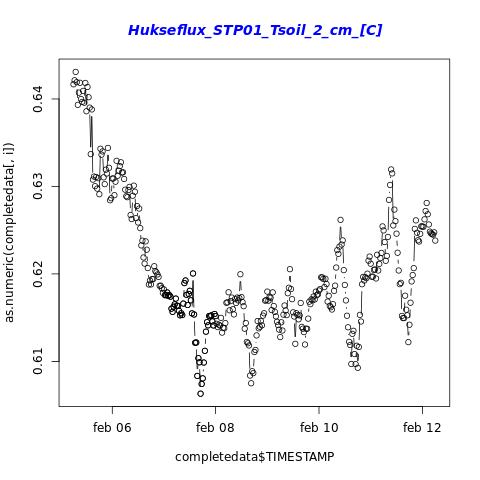 Hukseflux_STP01_Tsoil_2_cm_[C]
as.numeric(completedata[, i])
0.64
0.63
0.62
0.61
feb 06
feb 08
feb 10
feb 12
completedata$TIMESTAMP